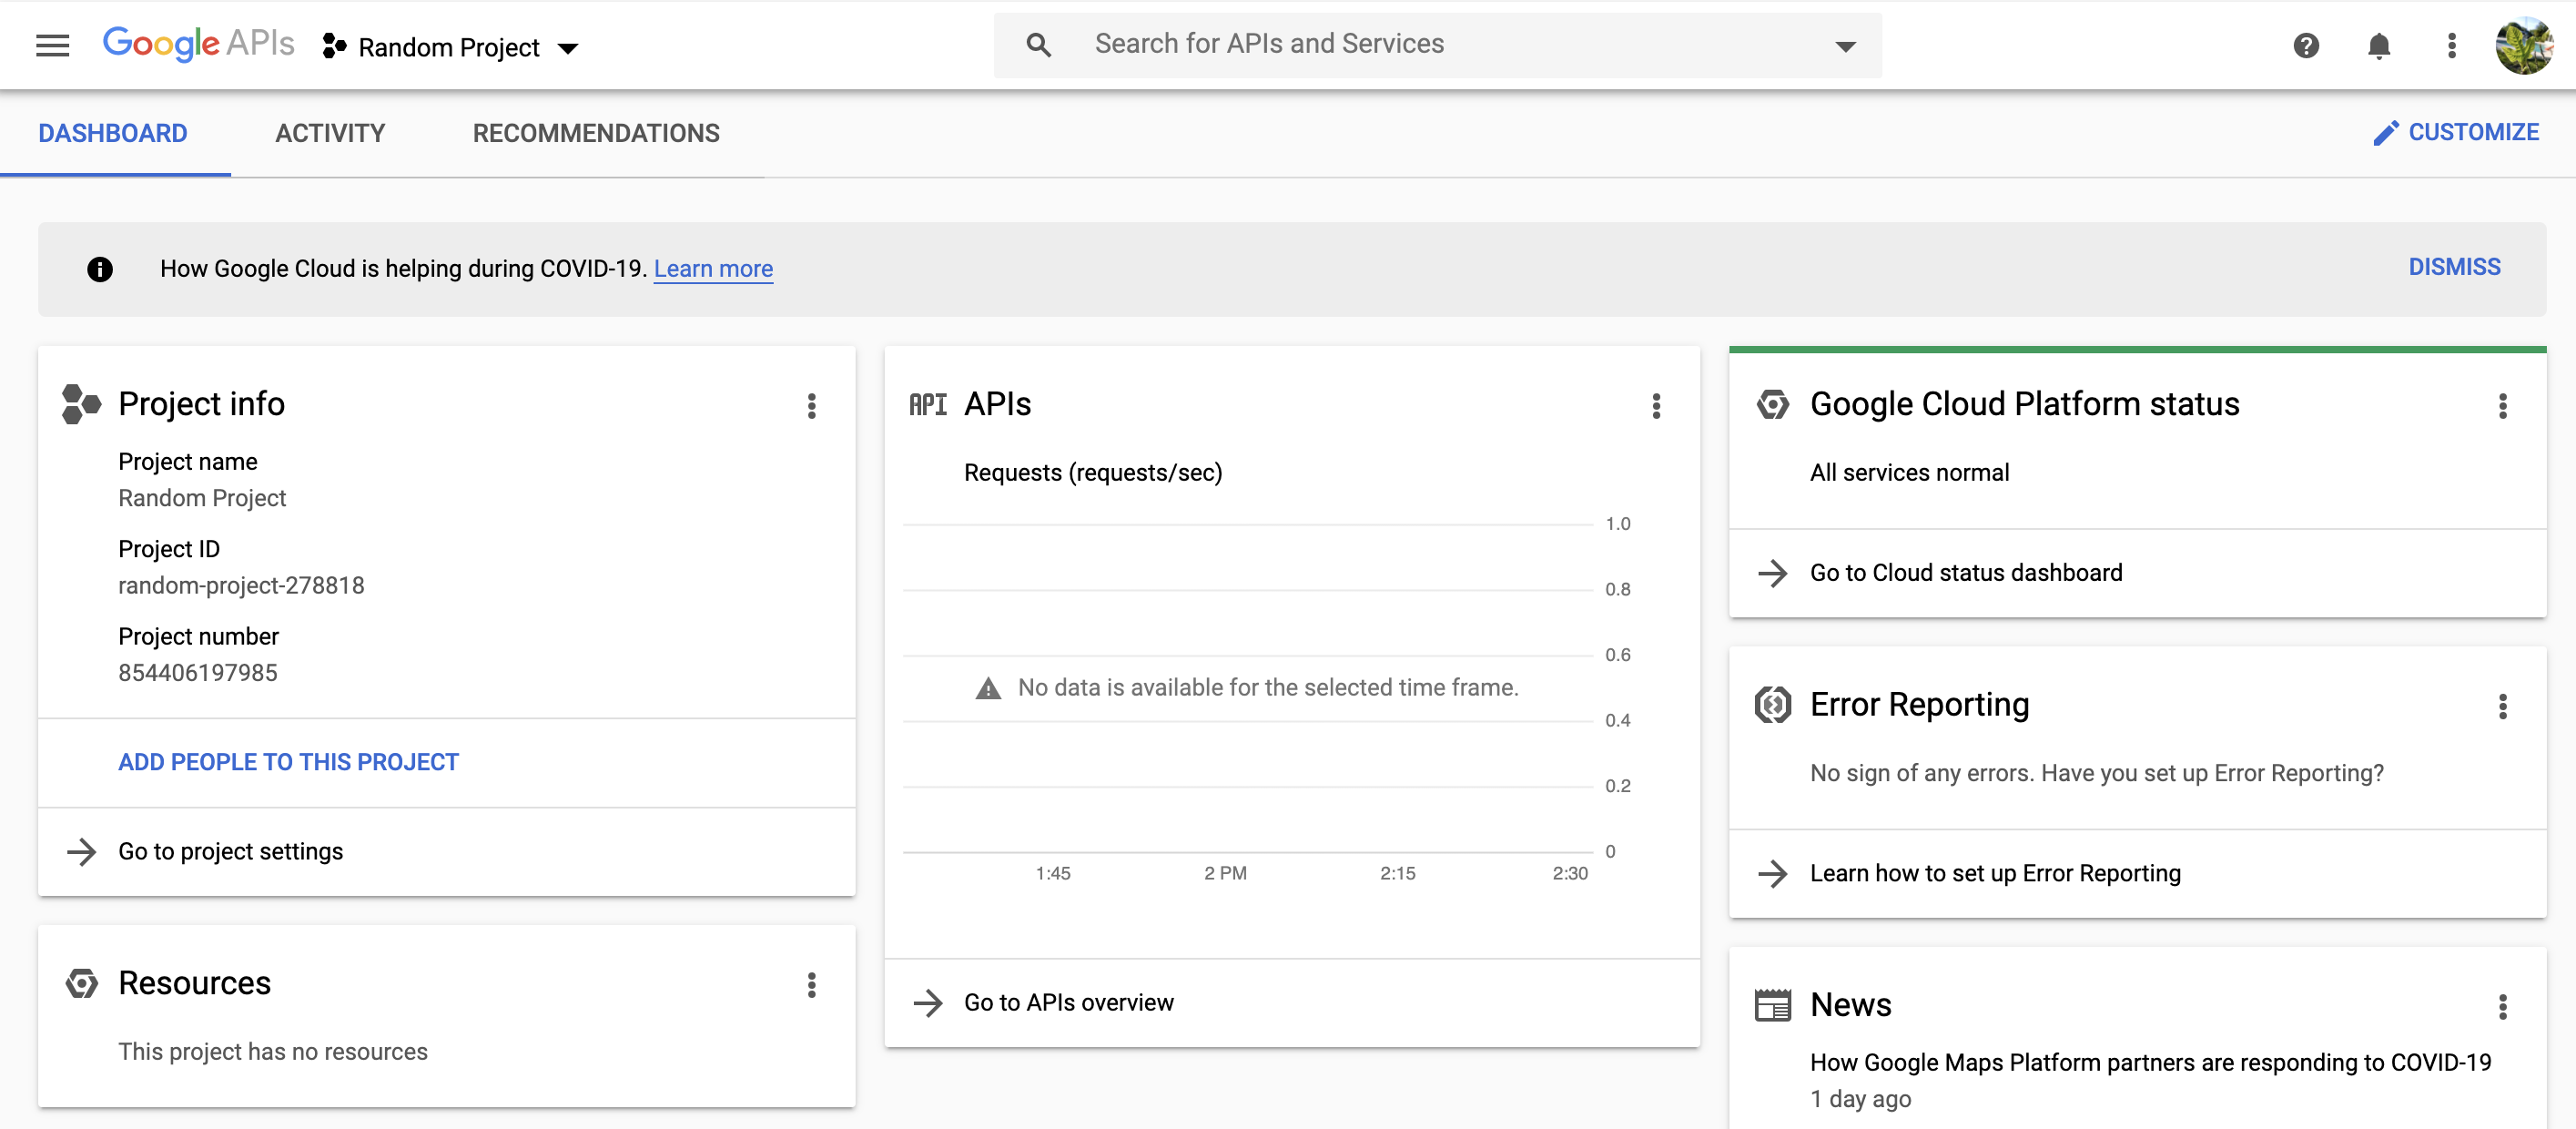 Google APIs
Random Project
Search for APIs and Services
DASHBOARD
ACTIVITY
RECOMMENDATIONS
CUSTOMIZE
How Google Cloud is helping during COVID-19. Learn more
DISMISS
Project info
Project name
Random Project
Project ID
random-project-278818
Project number
854406197985
ADD PEOPLE TO THIS PROJECT
Go to project settings
Resources
This project has no resources
API APIs
Requests (requests/sec)
1.0
0.8
0.6
No data is available for the selected time frame.
0.4
0.2
0
1:45
2 PM
2:15
2:30
Go to APIs overview
Google Cloud Platform status
All services normal
Go to Cloud status dashboard
Error Reporting
No sign of any errors. Have you set up Error Reporting?
Learn how to set up Error Reporting
News
How Google Maps Platform partners are responding to COVID-19
1 day ago